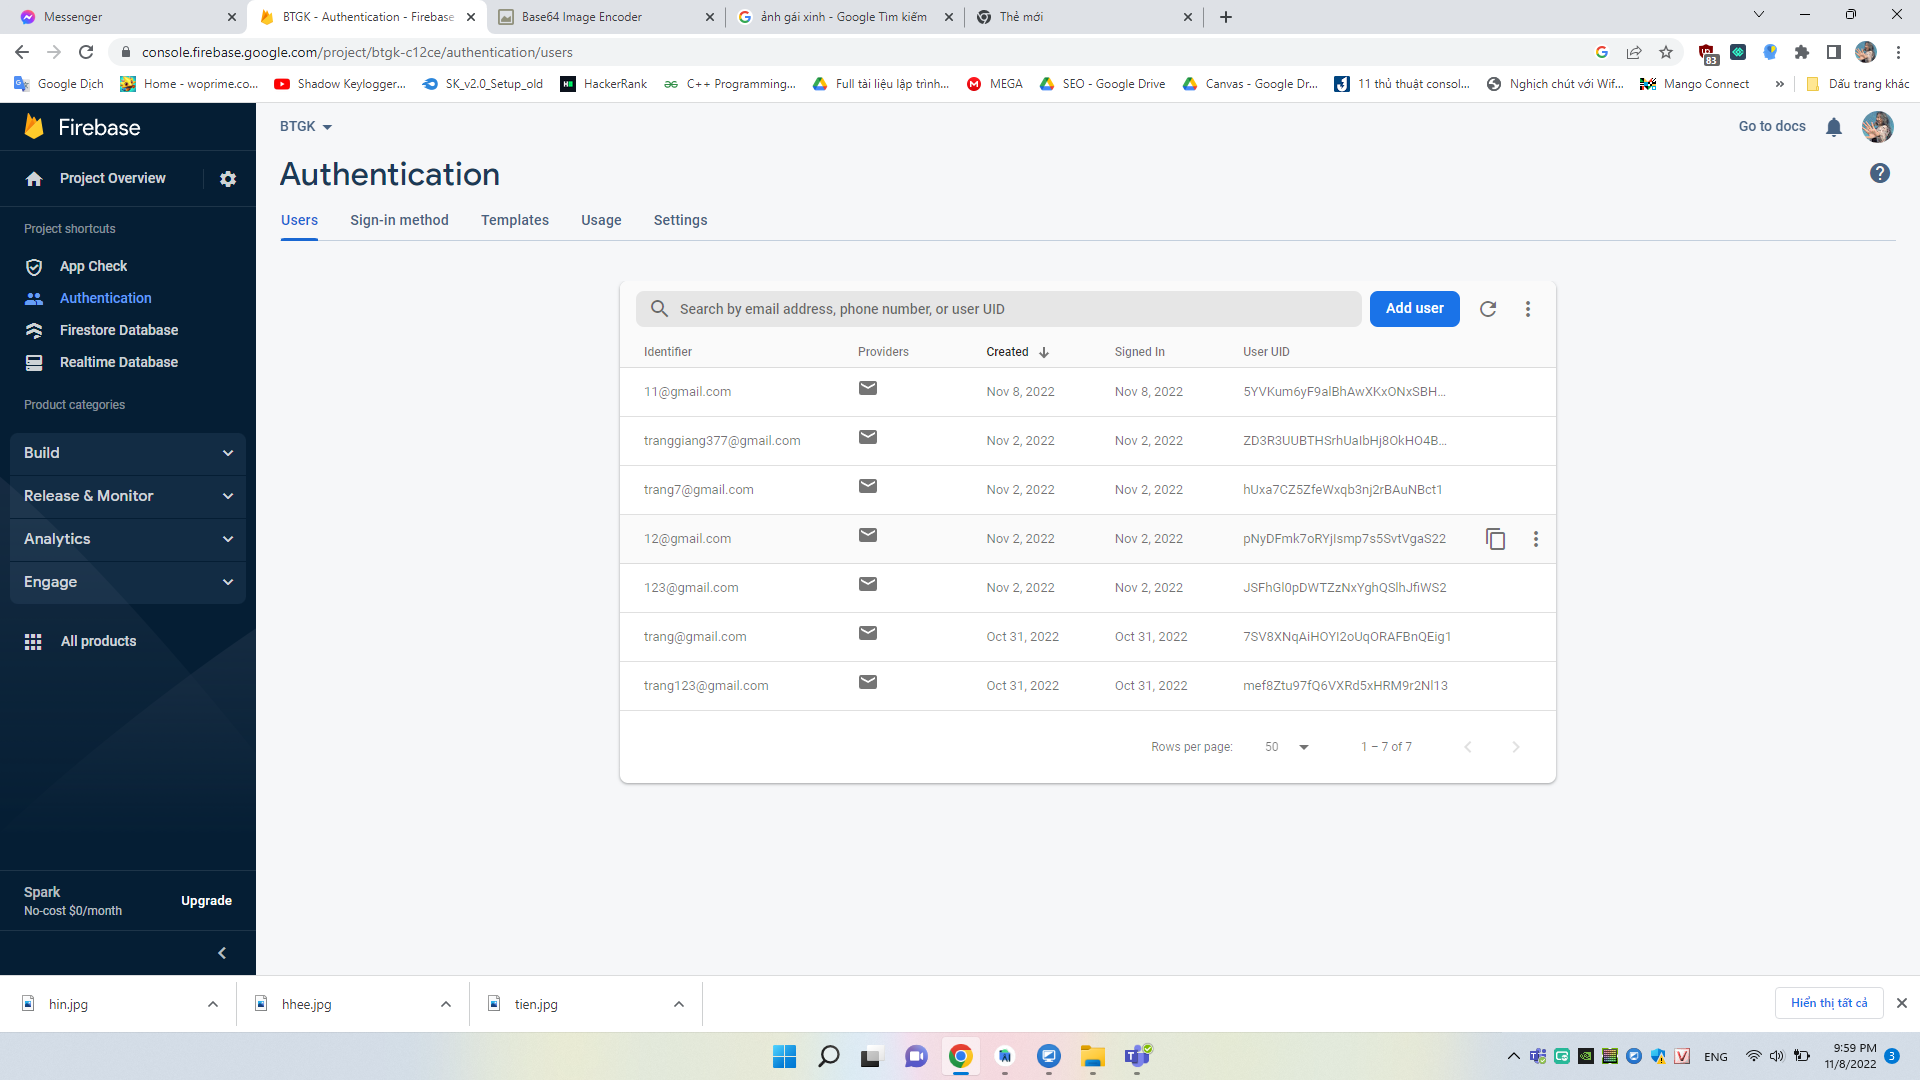 Messenger
BTGK - Authentication - Firebase
Base64 Image Encoder
ảnh gái xinh - Google Tìm kiếm
Thẻ mới
console.firebase.google.com/project/btgk-c12ce/authentication/users
83
Google Dịch
Home - woprime.co...
Shadow Keylogger...
SK_v2.0_Setup_old
HackerRank
C++ Programming...
Full tài liệu lập trình...
MEGA
SEO - Google Drive
Canvas - Google Dr...
11 thủ thuật consol...
Nghịch chút với Wif...
Mango Connect
»
Dấu trang khác
Firebase
BTGK
Go to docs
Project Overview
Authentication
Users
Sign-in method
Templates
Usage
Settings
Project shortcuts
App Check
Authentication
Firestore Database
Realtime Database
Product categories
Build
Release & Monitor
Analytics
Engage
All products
Spark
No-cost $0/month
Upgrade
Search by email address, phone number, or user UID
Add user
Identifier Providers Created Signed In User UID
11@gmail.com Nov 8, 2022 Nov 8, 2022 5YVKum6yF9alBhAwXKxONxSBH...
tranggiang377@gmail.com Nov 2, 2022 Nov 2, 2022 ZD3R3UUBTHSrhUaIbHj8OkHO4B...
trang7@gmail.com Nov 2, 2022 Nov 2, 2022 hUxa7CZ5ZfeWxqb3nj2rBAuNBct1
12@gmail.com Nov 2, 2022 Nov 2, 2022 pNyDFmk7oRYjIsmp7s5SvtVgaS22
123@gmail.com Nov 2, 2022 Nov 2, 2022 JSFhGl0pDWTZzNxYghQSlhJfiWS2
trang@gmail.com Oct 31, 2022 Oct 31, 2022 7SV8XNqAiHOYI2oUqORAFBnQEig1
trang123@gmail.com Oct 31, 2022 Oct 31, 2022 mef8Ztu97fQ6VXRd5xHRM9r2Nl13
Rows per page: 50 1 – 7 of 7
hin.jpg
hhee.jpg
tien.jpg
Hiển thị tất cả
ENG
9:59 PM
11/8/2022
3